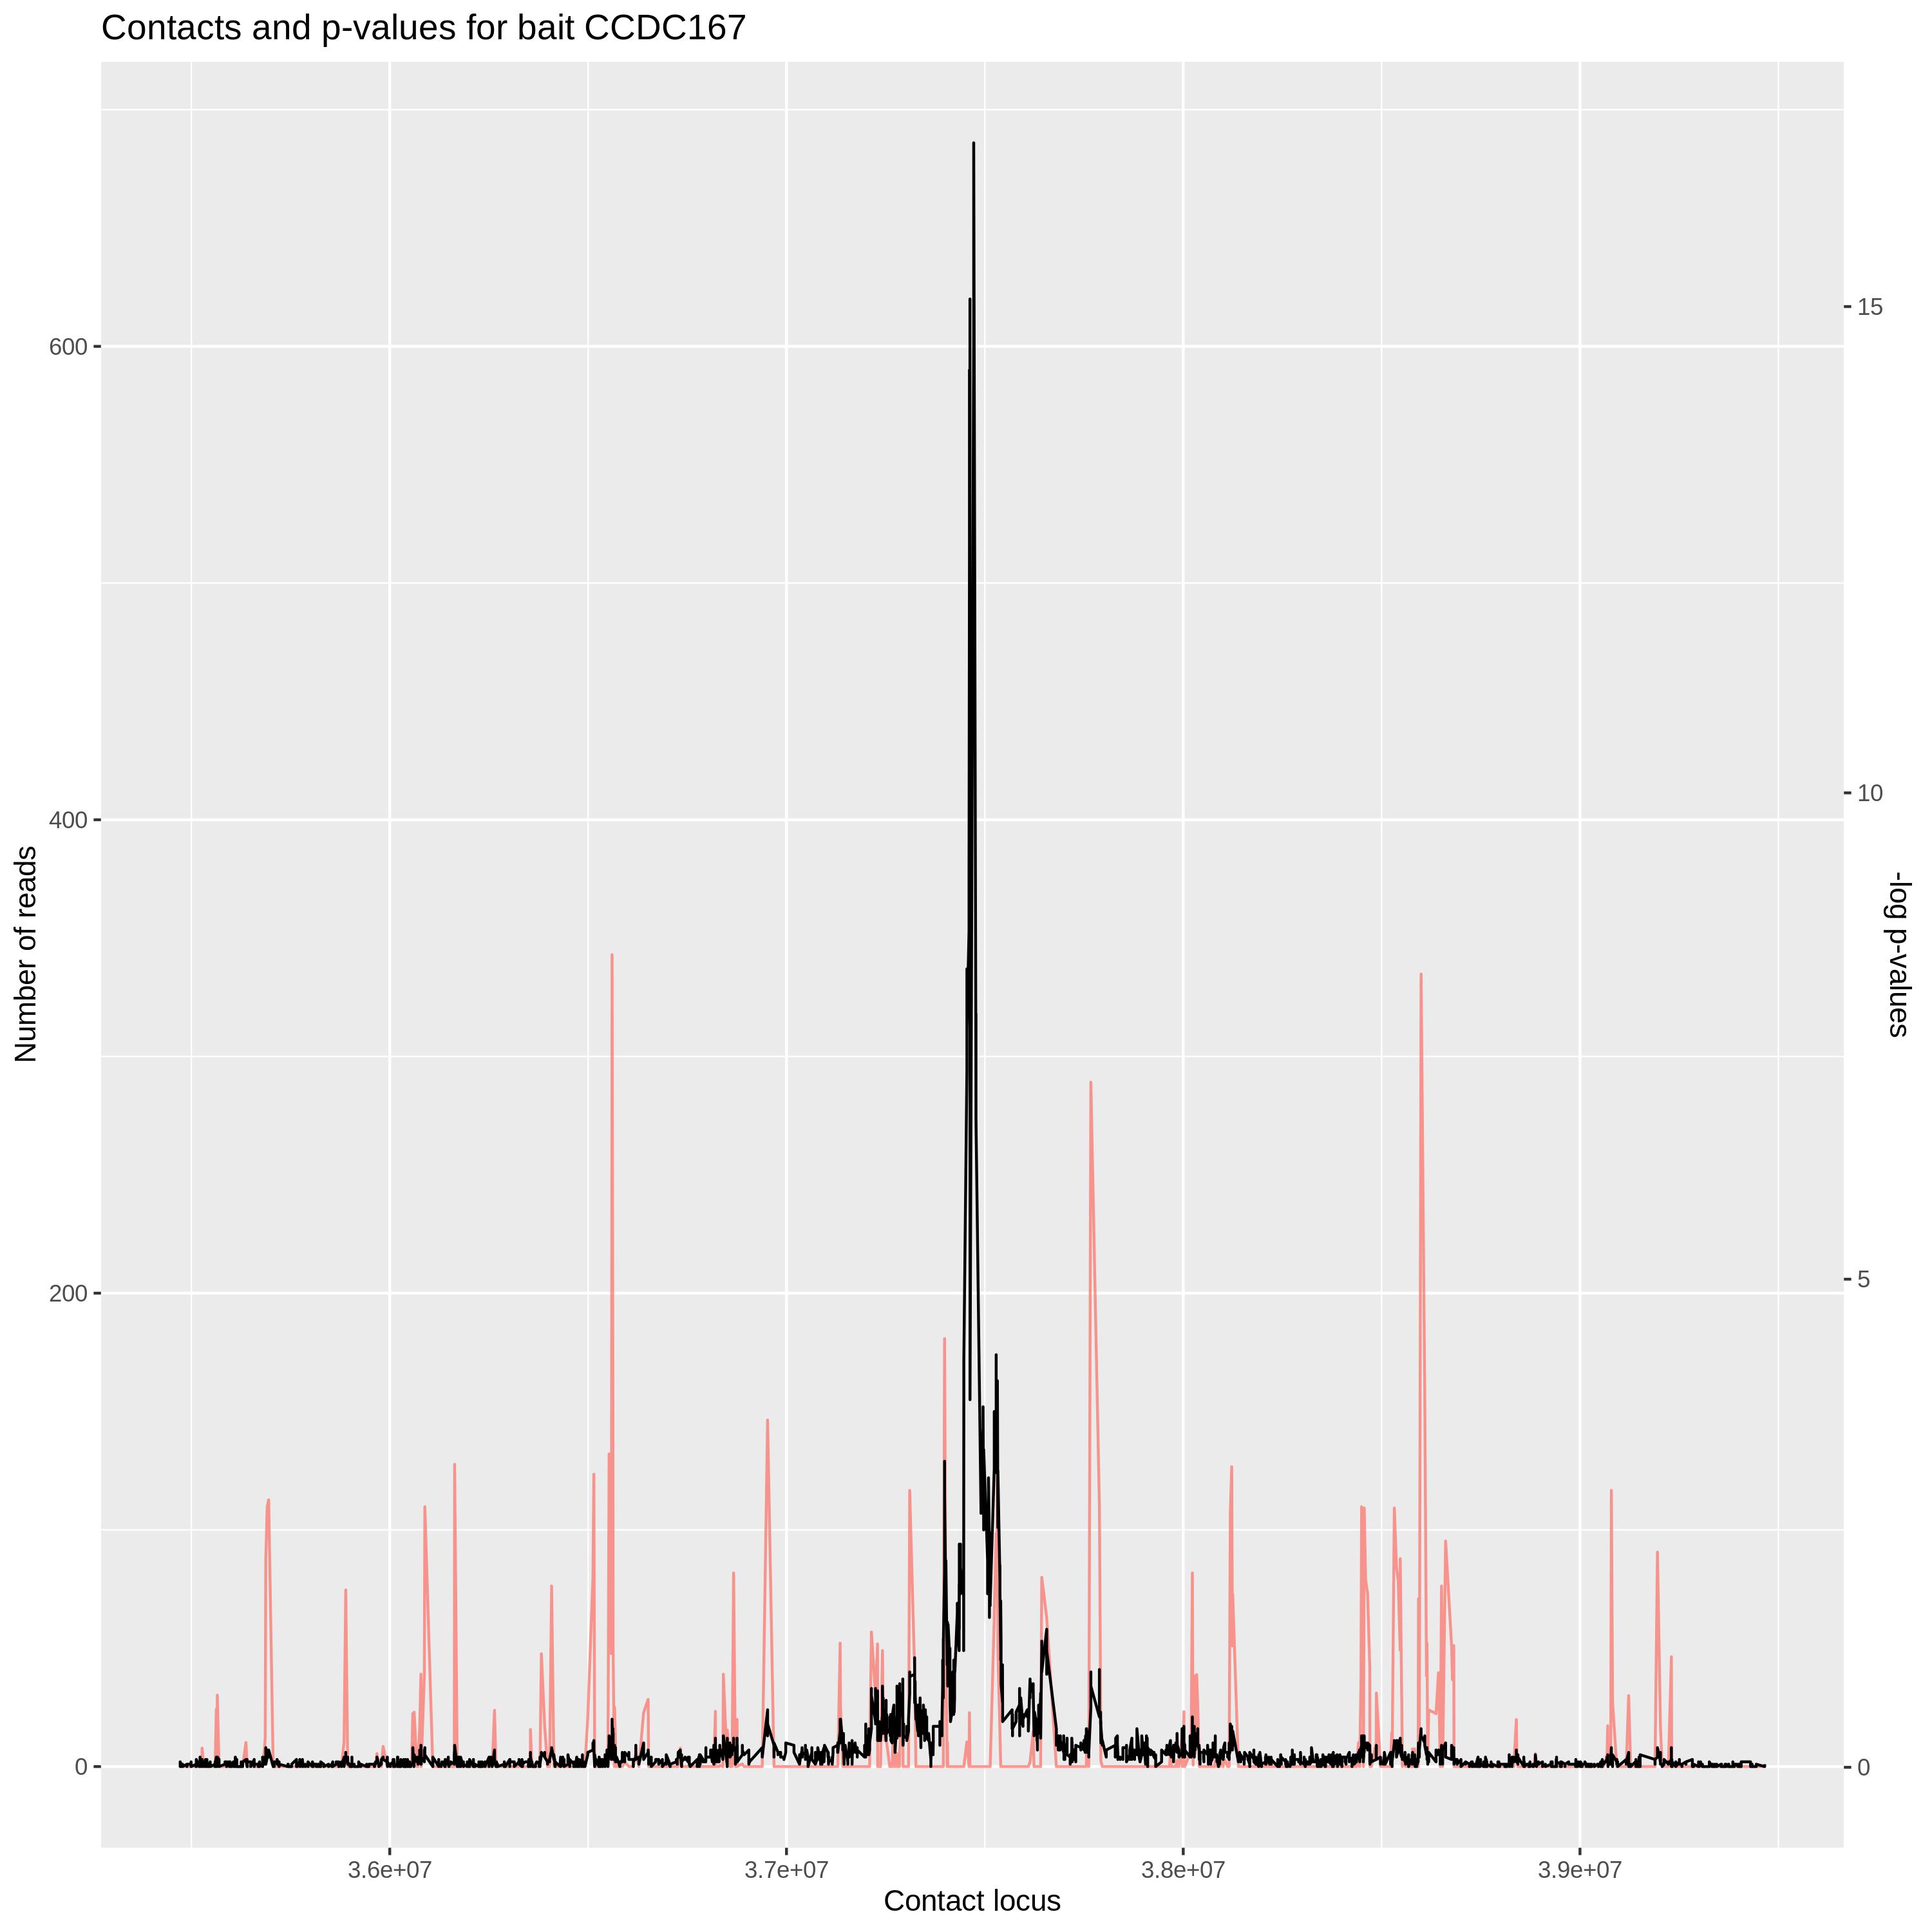 Contacts and p-values for bait CCDC167
Number of reads
600
400
200
0
15
10
5
0
-log p-values
3.6e+07
3.7e+07
3.8e+07
3.9e+07
Contact locus